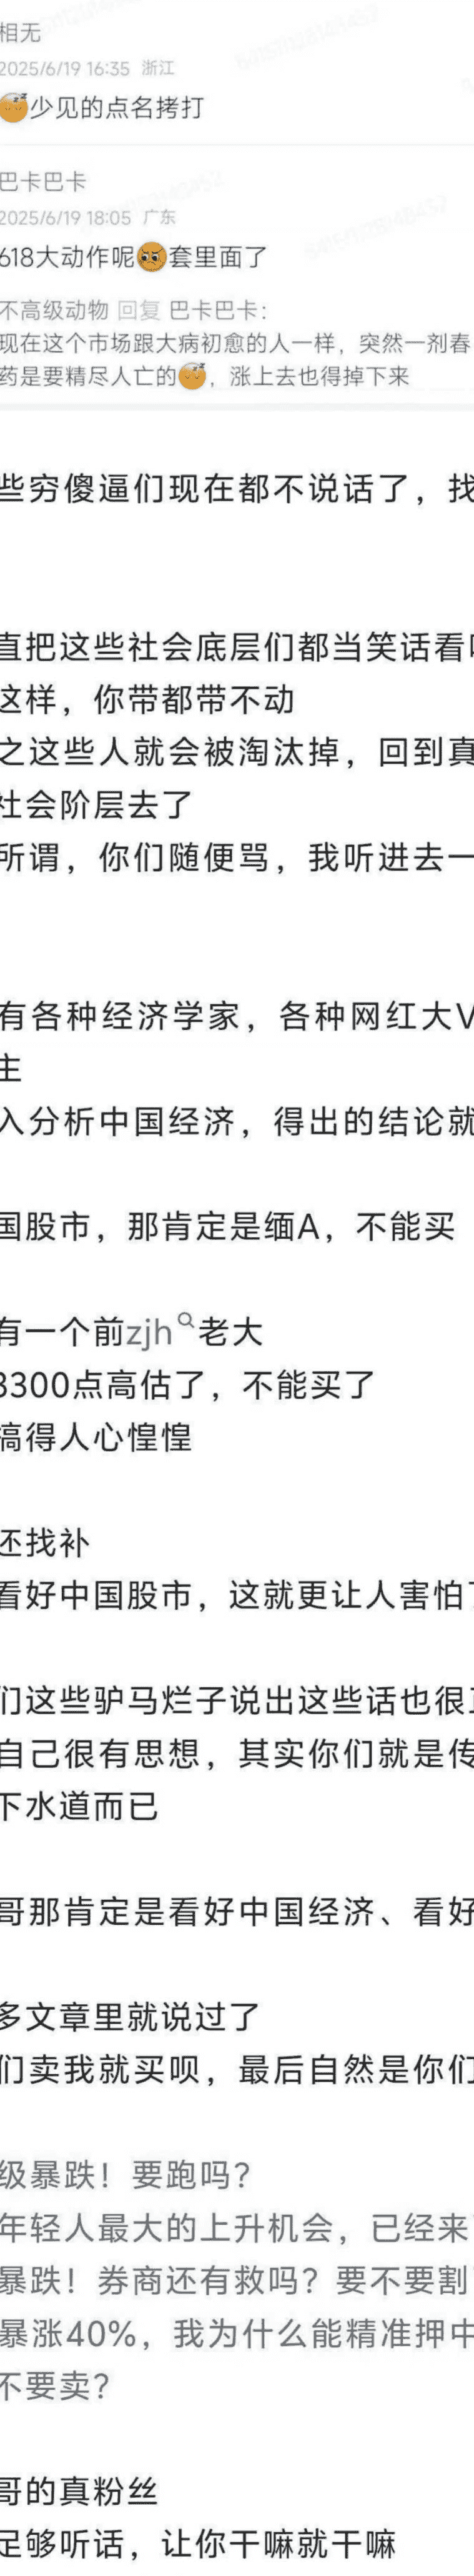 相无
2025/6/19 16:35 浙江
😴少见的点名拷打
巴卡巴卡
2025/6/19 18:05 广东
618大动作呢😠套里面了
不高级动物 回复 巴卡巴卡：
现在这个市场跟大病初愈的人一样，突然一剂春
药是要精尽人亡的😴，涨上去也得掉下来
些穷傻逼们现在都不说话了，找
直把这些社会底层们都当笑话看
这样，你带都带不动
之这些人就会被淘汰掉，回到真
社会阶层去了
所谓，你们随便骂，我听进去一
有各种经济学家，各种网红大V
主
入分析中国经济，得出的结论就
国股市，那肯定是缅A，不能买
有一个前zjh老大
3300点高估了，不能买了
搞得人心惶惶
还找补
看好中国股市，这就更让人害怕了
们这些驴马烂子说出这些话也很正
自己很有思想，其实你们就是传
下水道而已
哥那肯定是看好中国经济、看好
多文章里就说过了
们卖我就买呗，最后自然是你们
级暴跌！要跑吗？
年轻人最大的上升机会，已经来
暴跌！券商还有救吗？要不要割
暴涨40%，我为什么能精准押中
不要卖？
哥的真粉丝
足够听话，让你干嘛就干嘛